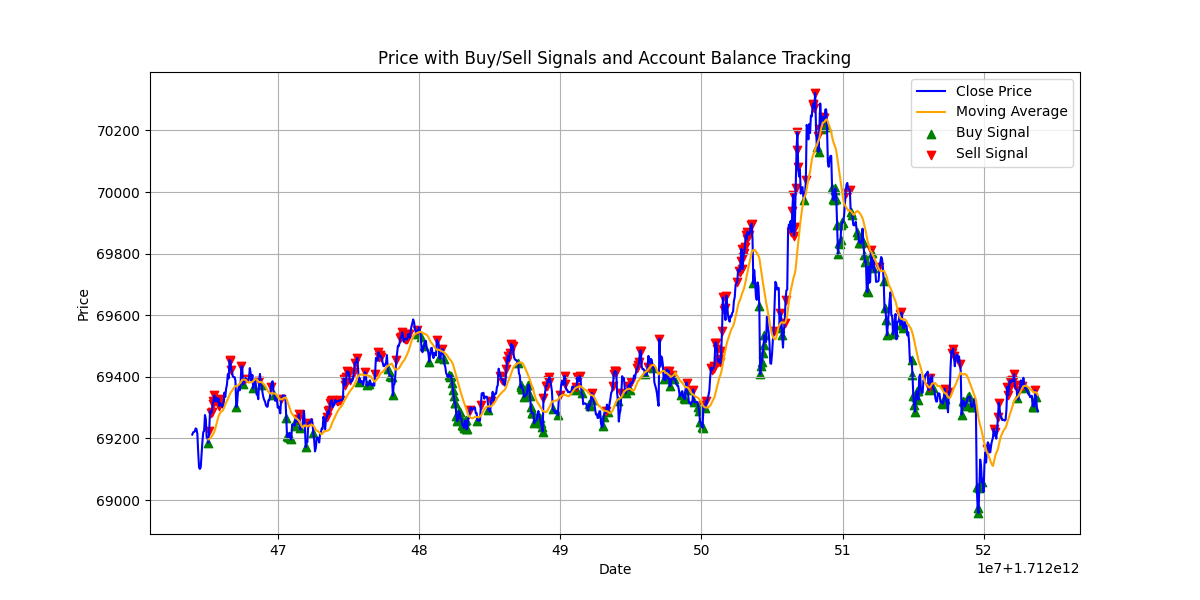 Price with Buy/Sell Signals and Account Balance Tracking
Close Price
Moving Average
Buy Signal
Sell Signal
70200
70000
69800
69600
69400
69200
69000
Price
47 48 49 50 51 52
Date
1e7+1.712e12